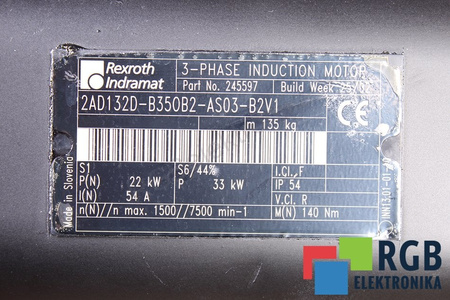 Rexroth
Indramat
3-PHASE INDUCTION MOTOR
Part No. 245597 Build Week 25/02
2AD132D-B350B2-AS03-B2V1
m 135 kg
CE
S1 S6/44% I.Cl. F
P(N) 22 kW P 33 kW IP 54
I(N) 54 A V.Cl. R
n(N)/n max 1500//7500 min-1 M(N) 140 Nm
Made in Slovenia
RGB
ELEKTRONIKA